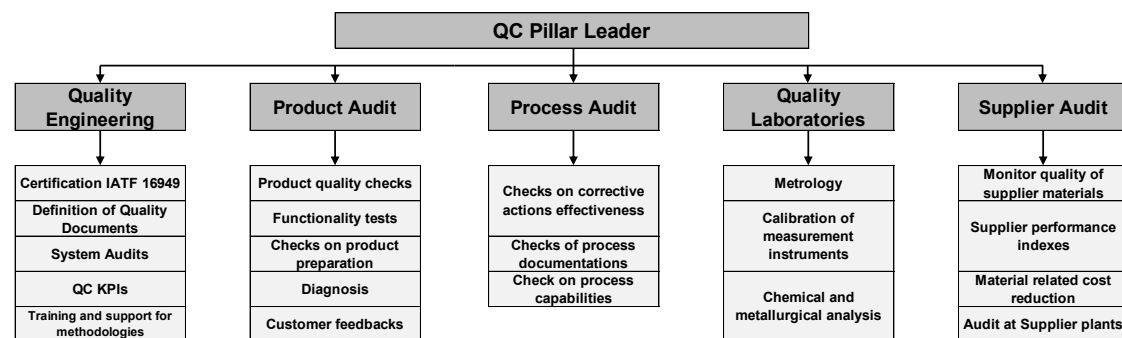 QC Pillar Leader
Quality
Engineering
Product Audit
Process Audit
Quality
Laboratories
Supplier Audit
Certification IATF 16949
Definition of Quality
Documents
System Audits
QC KPIs
Training and support for
methodologies
Product quality checks
Functionality tests
Checks on product
preparation
Diagnosis
Customer feedbacks
Checks on corrective
actions effectiveness
Checks of process
documentations
Check on process
capabilities
Metrology
Calibration of
measurement
instruments
Chemical and
metallurgical analysis
Monitor quality of
supplier materials
Supplier performance
indexes
Material related cost
reduction
Audit at Supplier plants